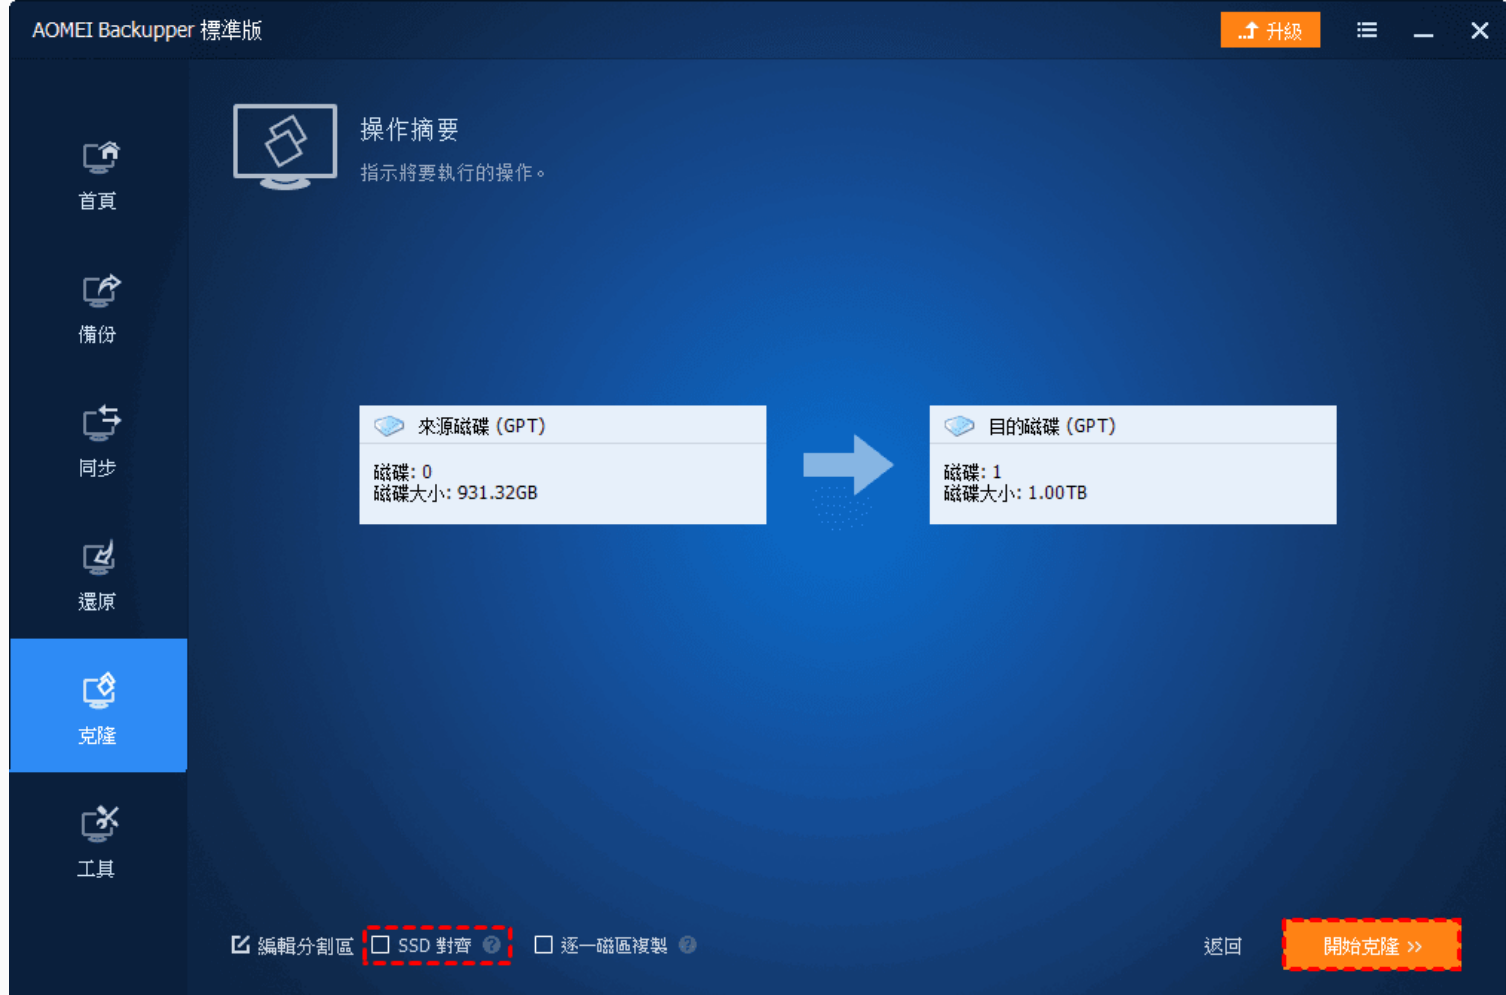 AOMEI Backupper 標準版
升級
首頁
備份
同步
還原
克隆
工具
操作摘要
指示將要執行的操作。
來源磁碟 (GPT)
磁碟: 0
磁碟大小: 931.32GB
目的磁碟 (GPT)
磁碟: 1
磁碟大小: 1.00TB
編輯分割區 SSD 對齊 ? 逐一磁區複製 ? 返回 開始克隆 >>